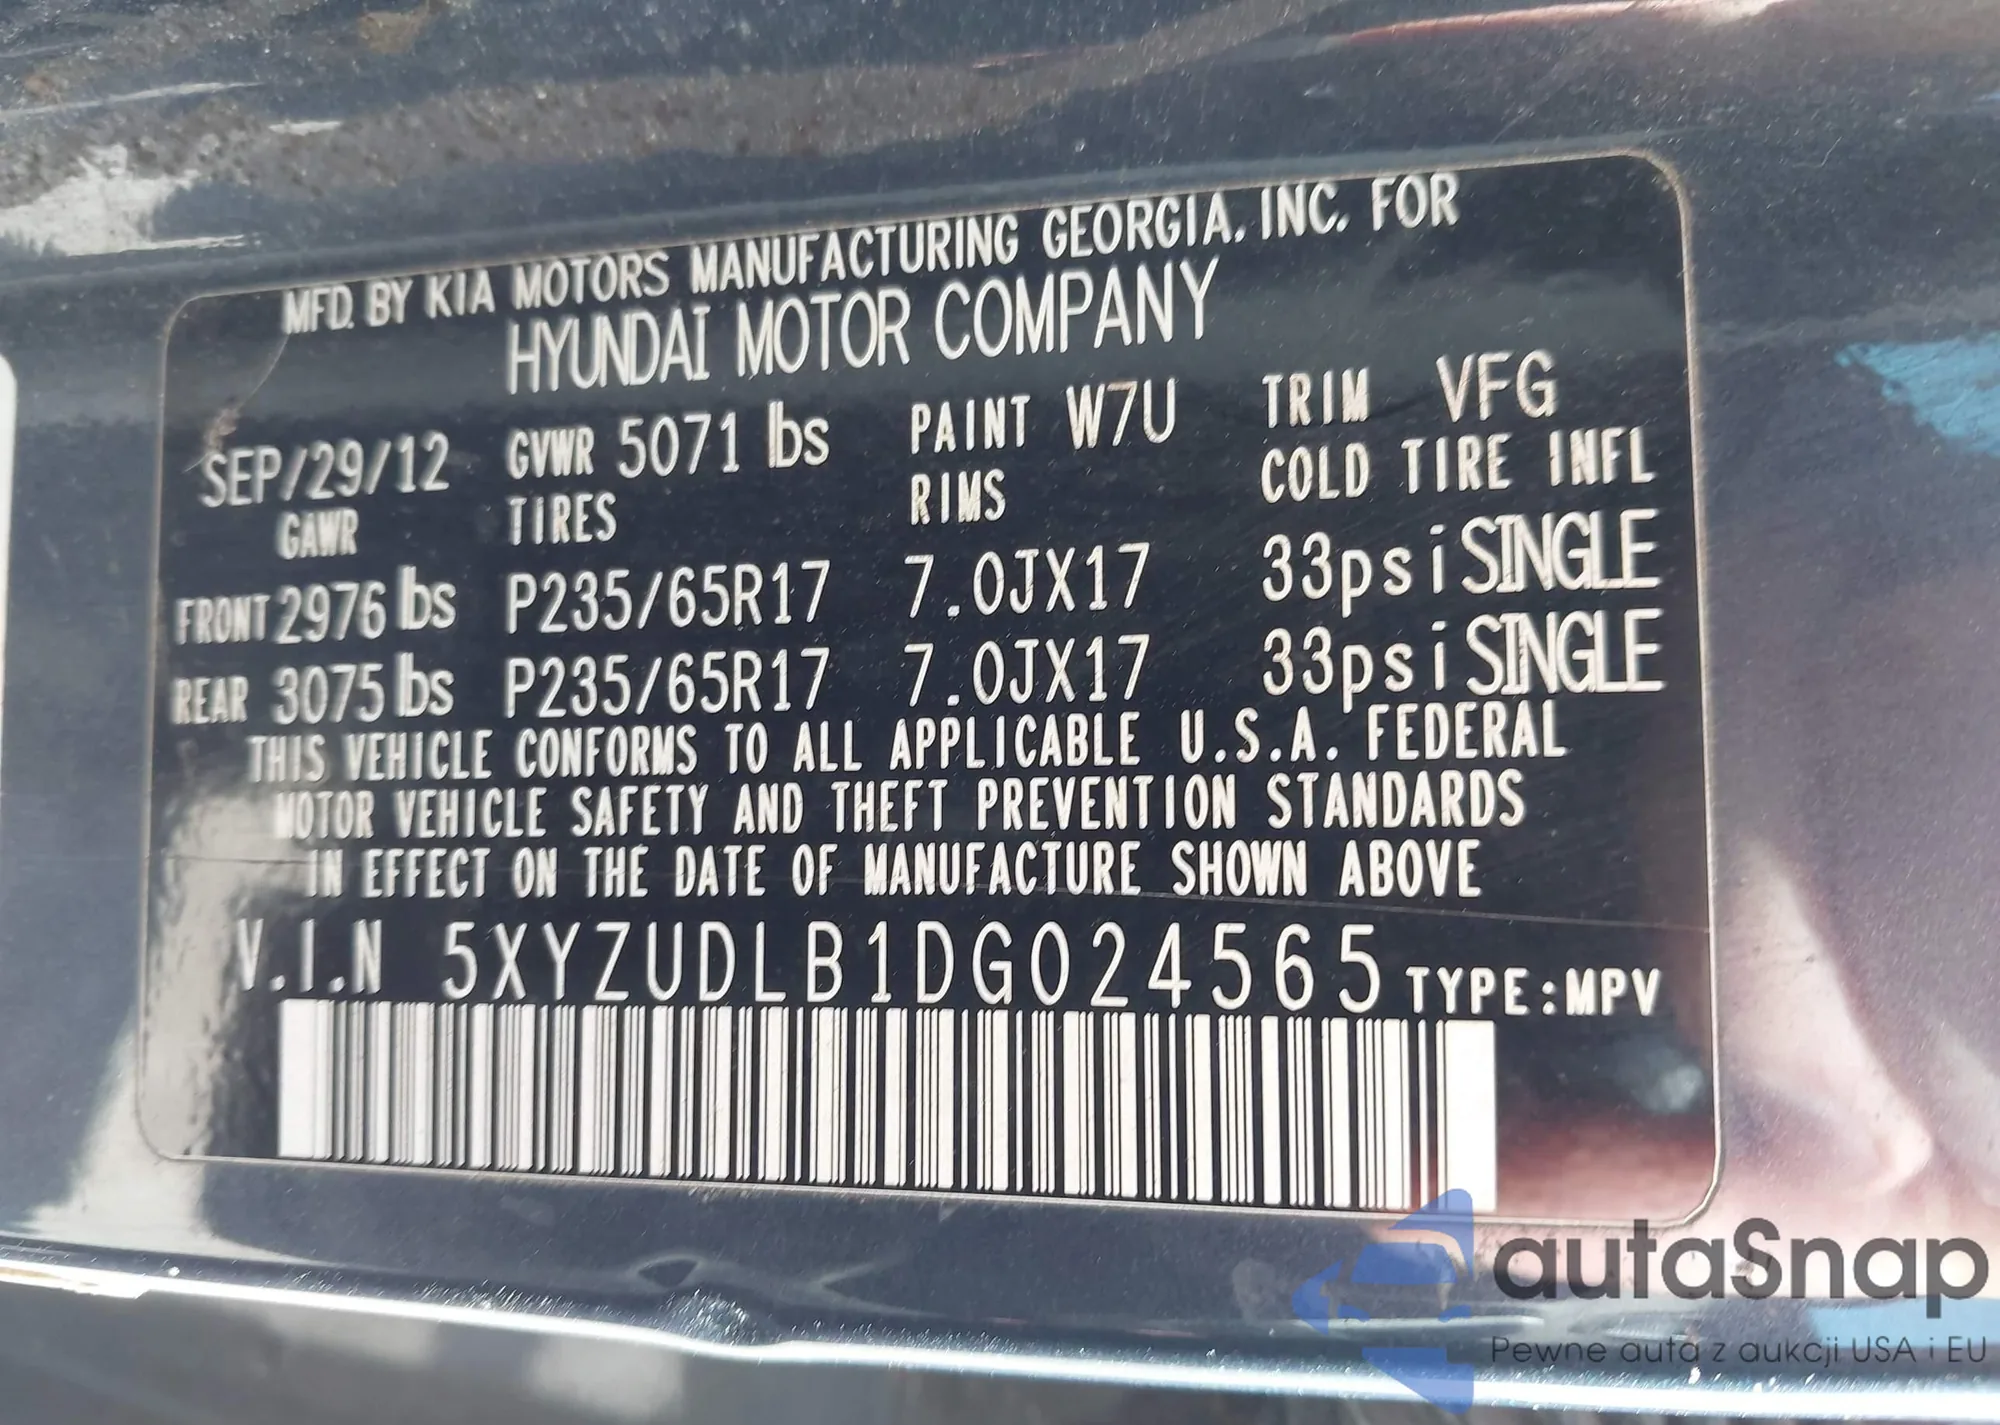 MFD. BY KIA MOTORS MANUFACTURING GEORGIA, INC. FOR
HYUNDAI MOTOR COMPANY
SEP/29/12 GVWR 5071 lbs PAINT W7U TRIM VFG
GAWR TIRES RIMS COLD TIRE INFL
FRONT 2976 lbs P235/65R17 7.0JX17 33psi SINGLE
REAR 3075 lbs P235/65R17 7.0JX17 33psi SINGLE
THIS VEHICLE CONFORMS TO ALL APPLICABLE U.S.A. FEDERAL
MOTOR VEHICLE SAFETY AND THEFT PREVENTION STANDARDS
IN EFFECT ON THE DATE OF MANUFACTURE SHOWN ABOVE
V.I.N 5XYZUDLB1DG024565 TYPE:MPV
autaSnap
Pewne auta z aukcji USA i EU